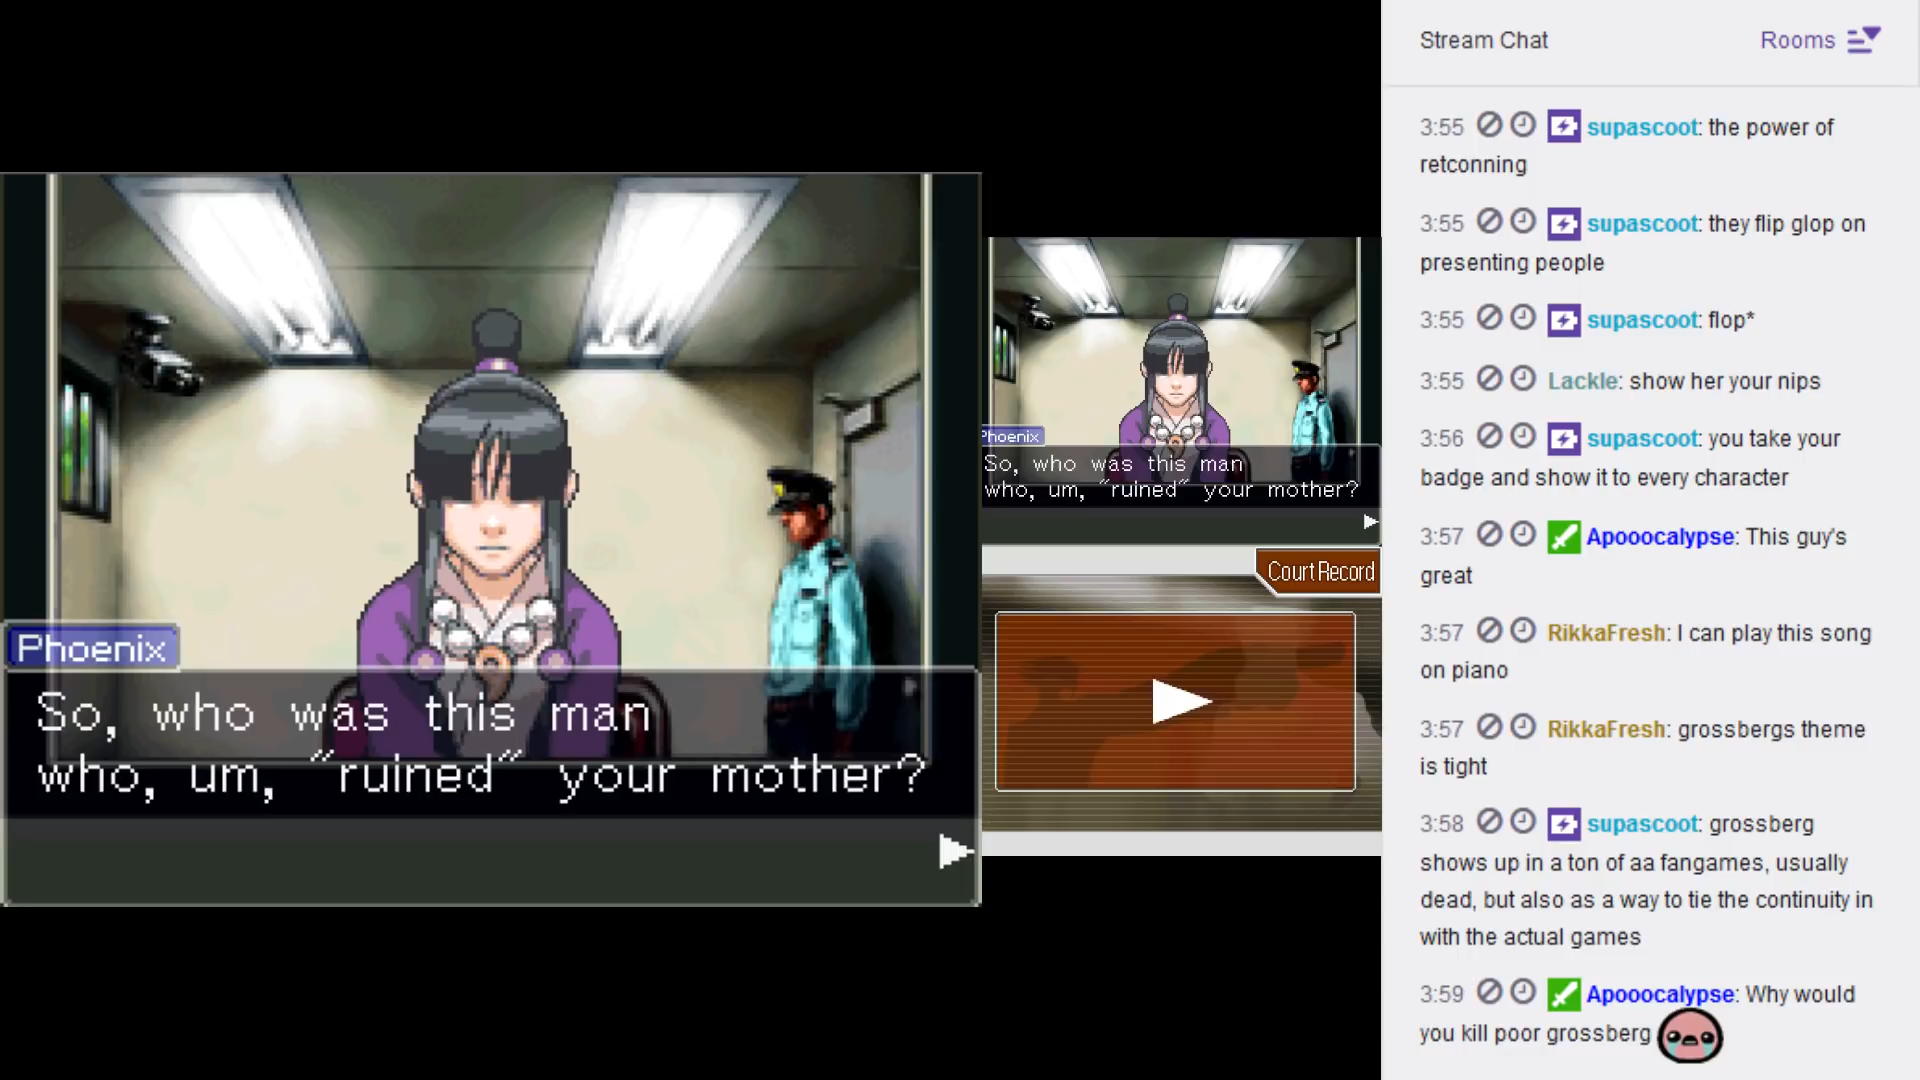 Phoenix
So, who was this man
who, um, "ruined" your mother?
Phoenix
So, who was this man
who, um, "ruined" your mother?
Court Record
Stream Chat
Rooms
3:55 supascoot: the power of
retconning
3:55 supascoot: they flip glop on
presenting people
3:55 supascoot: flop*
3:55 Lackle: show her your nips
3:56 supascoot: you take your
badge and show it to every character
3:57 Apooocalypse: This guy's
great
3:57 RikkaFresh: I can play this song
on piano
3:57 RikkaFresh: grossbergs theme
is tight
3:58 supascoot: grossberg
shows up in a ton of aa fangames, usually
dead, but also as a way to tie the continuity in
with the actual games
3:59 Apooocalypse: Why would
you kill poor grossberg